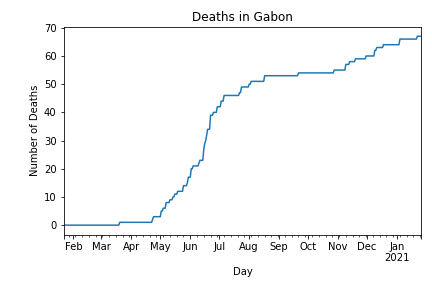 Deaths in Gabon
Number of Deaths
70
60
50
40
30
20
10
0
Feb Mar Apr May Jun Jul Aug Sep Oct Nov Dec Jan
2021
Day